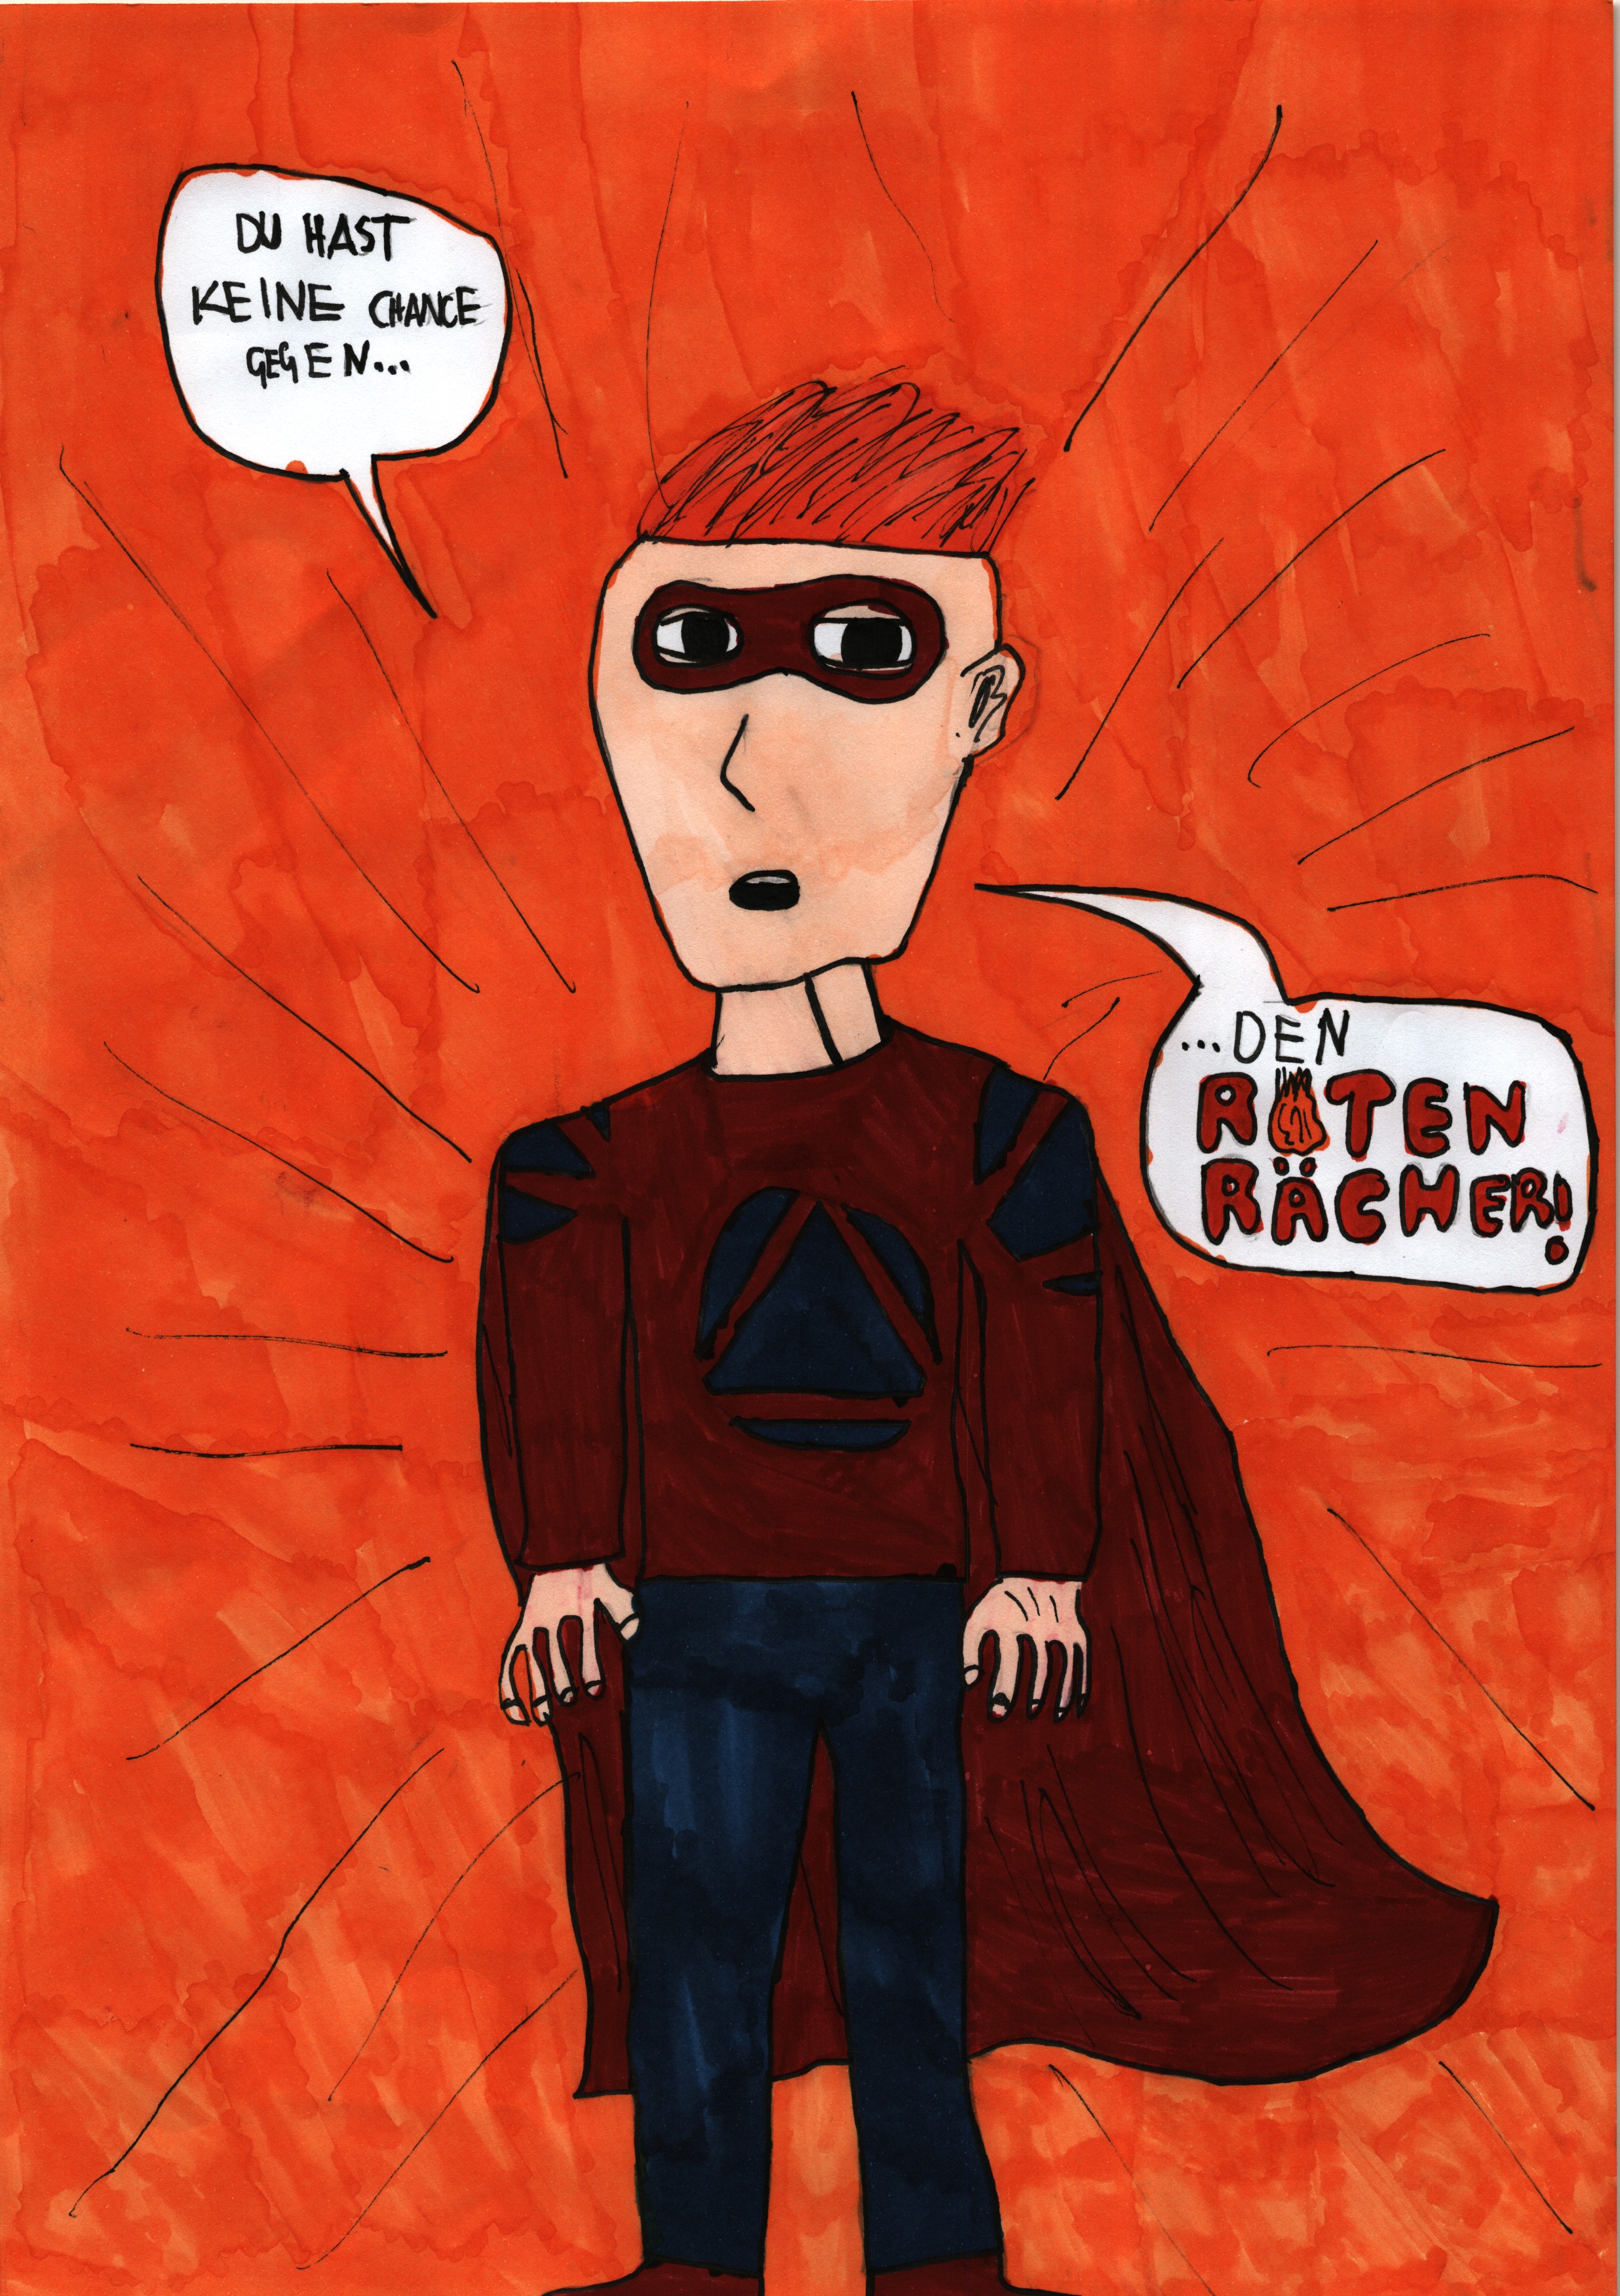 DU HAST
KEINE CHANCE
GEGEN...
...DEN
ROTEN
RÄCHER!